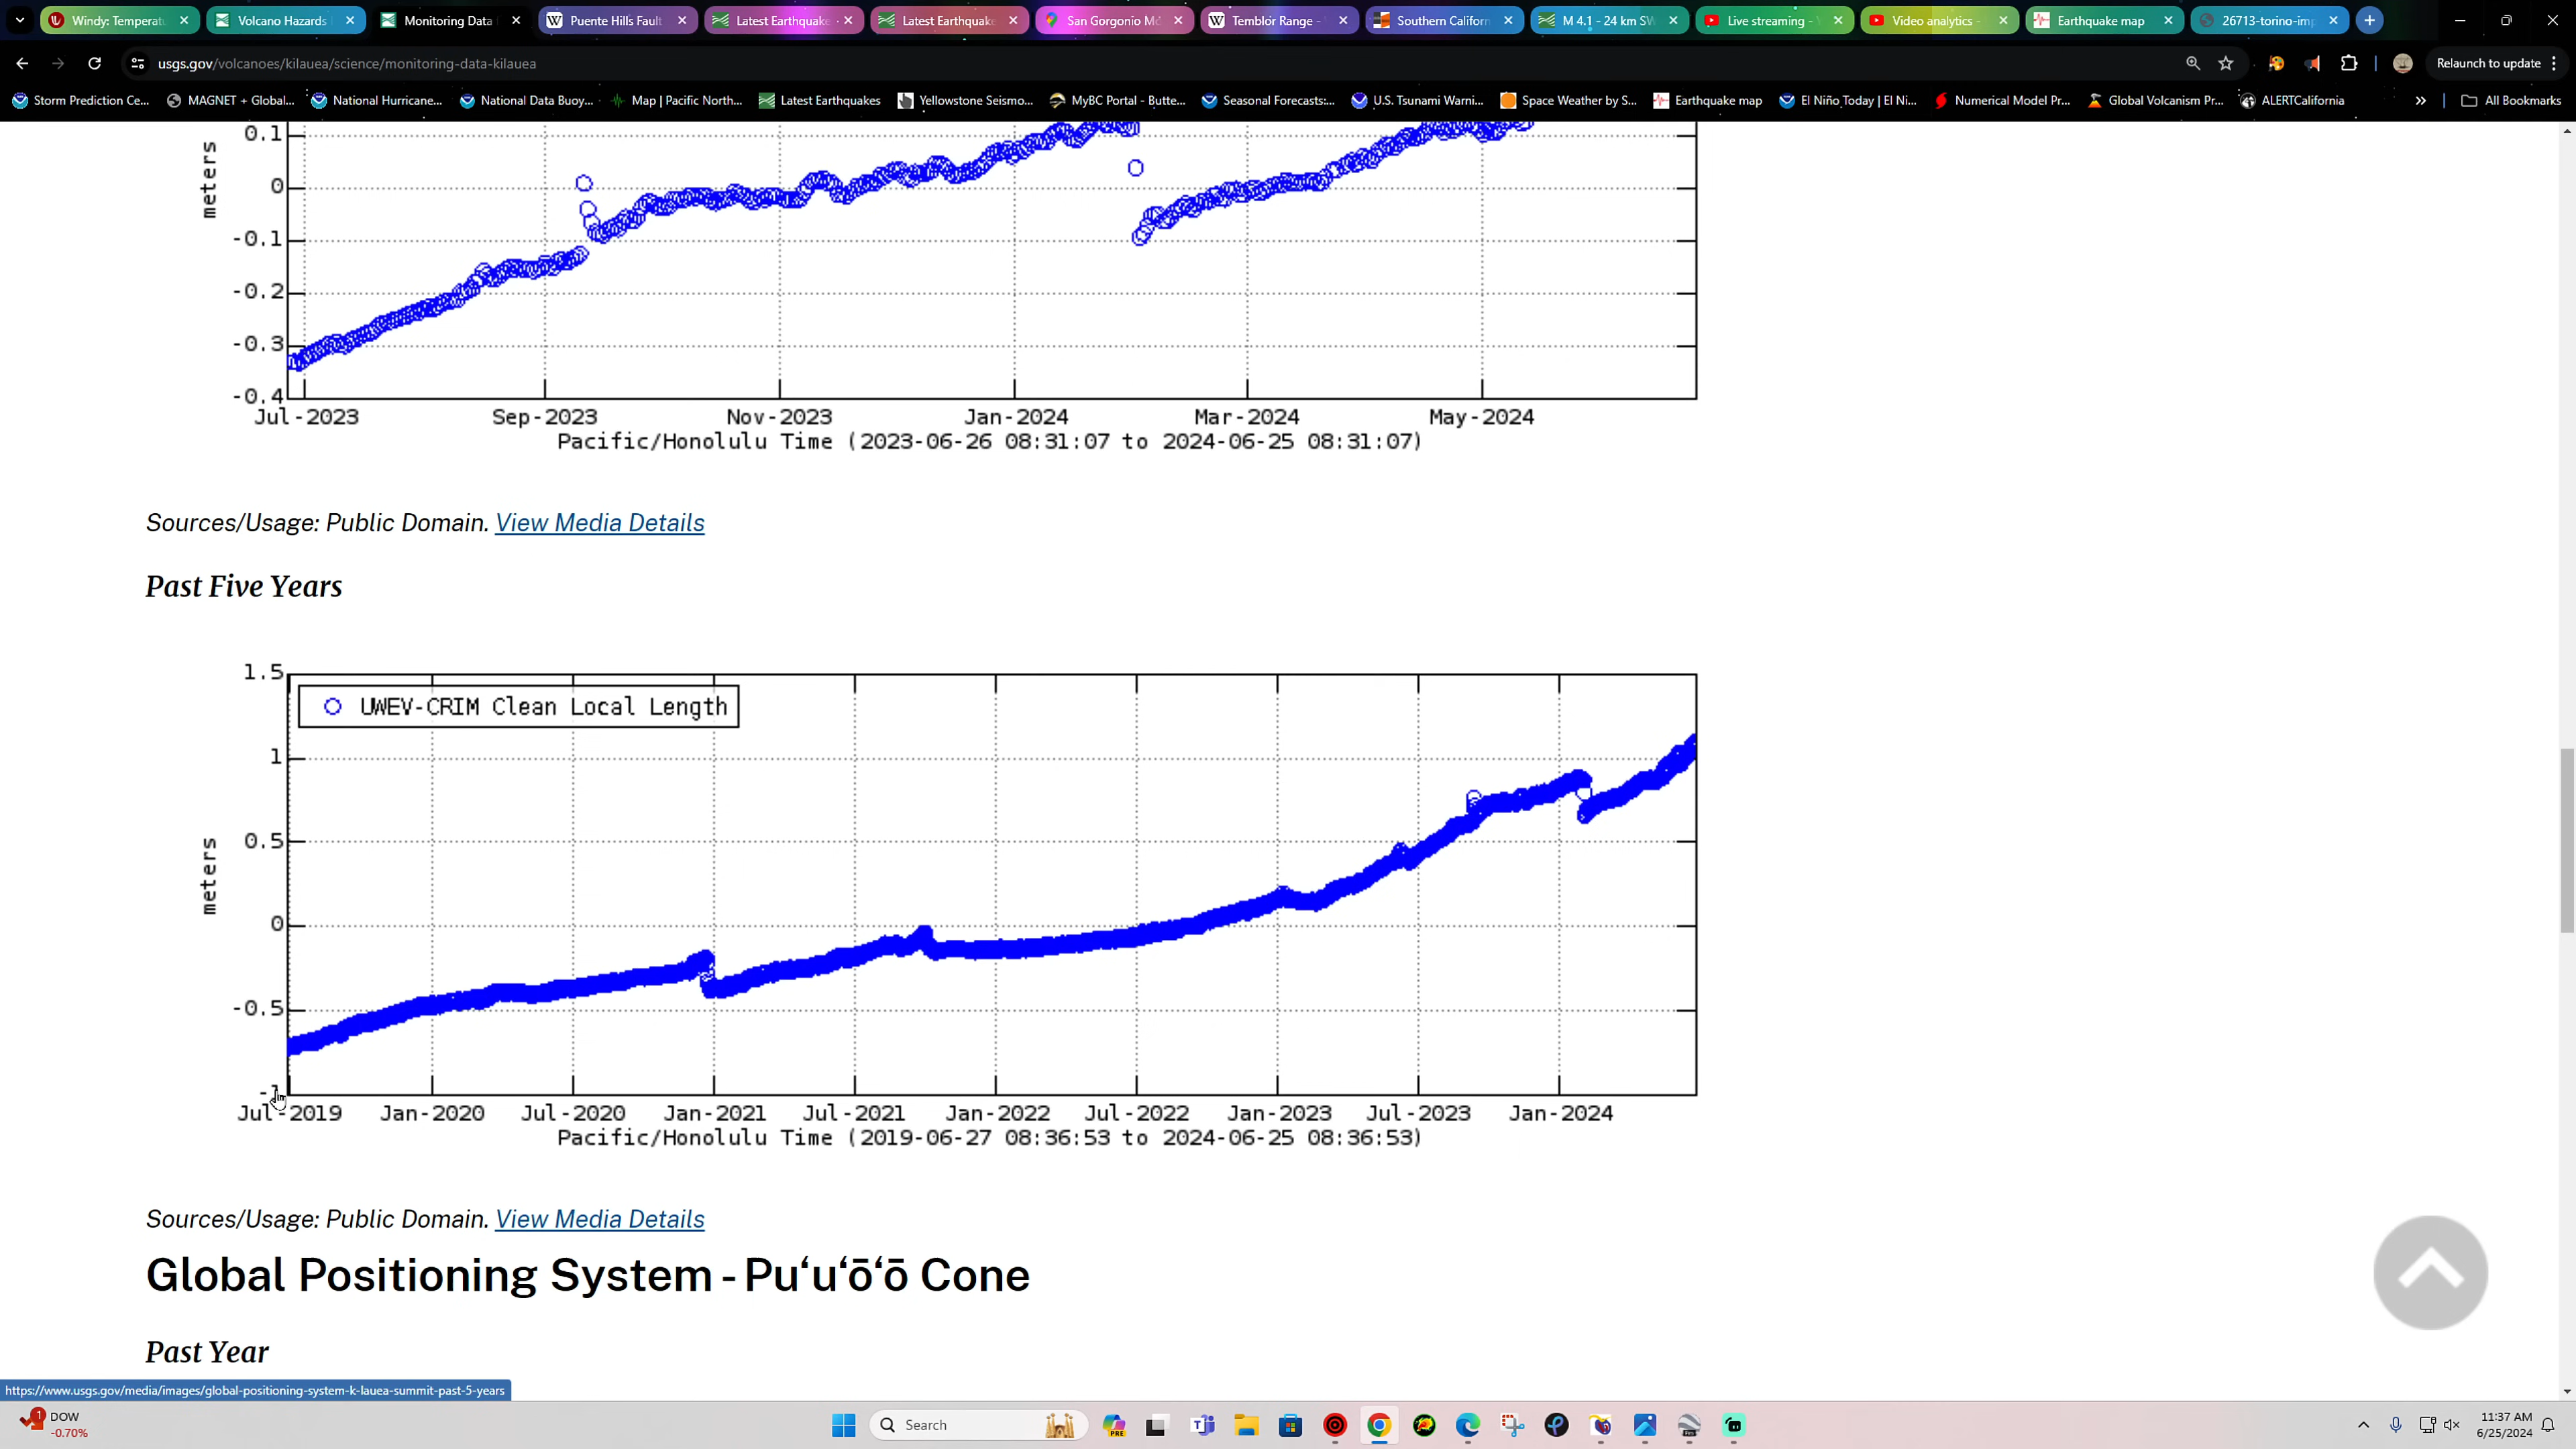 Windy: Temperatu
Volcano Hazards
Monitoring Data
Puente Hills Fault
Latest Earthquake
Latest Earthquake
San Gorgonio Mo
Temblor Range -
Southern Californ
M 4.1 - 24 km SW
Live streaming -
Video analytics -
Earthquake map
26713-torino-imp
usgs.gov/volcanoes/kilauea/science/monitoring-data-kilauea
Relaunch to update
Storm Prediction Ce...
MAGNET + Global...
National Hurricane...
National Data Buoy...
Map | Pacific North...
Latest Earthquakes
Yellowstone Seismo...
MyBC Portal - Butte...
Seasonal Forecasts:...
U.S. Tsunami Warni...
Space Weather by S...
Earthquake map
El Niño Today | El Ni...
Numerical Model Pr...
Global Volcanism Pr...
ALERTCalifornia
All Bookmarks
meters
0.1
0
-0.1
-0.2
-0.3
-0.4
Jul-2023 Sep-2023 Nov-2023 Jan-2024 Mar-2024 May-2024
Pacific/Honolulu Time (2023-06-26 08:31:07 to 2024-06-25 08:31:07)
Sources/Usage: Public Domain. View Media Details
Past Five Years
UWEV-CRIM Clean Local Length
meters
1.5
1
0.5
0
-0.5
Jul-2019 Jan-2020 Jul-2020 Jan-2021 Jul-2021 Jan-2022 Jul-2022 Jan-2023 Jul-2023 Jan-2024
Pacific/Honolulu Time (2019-06-27 08:36:53 to 2024-06-25 08:36:53)
Sources/Usage: Public Domain. View Media Details
Global Positioning System - Puʻuʻōʻō Cone
Past Year
https://www.usgs.gov/media/images/global-positioning-system-k-lauea-summit-past-5-years
1
DOW
-0.70%
Search
PRE
11:37 AM
6/25/2024